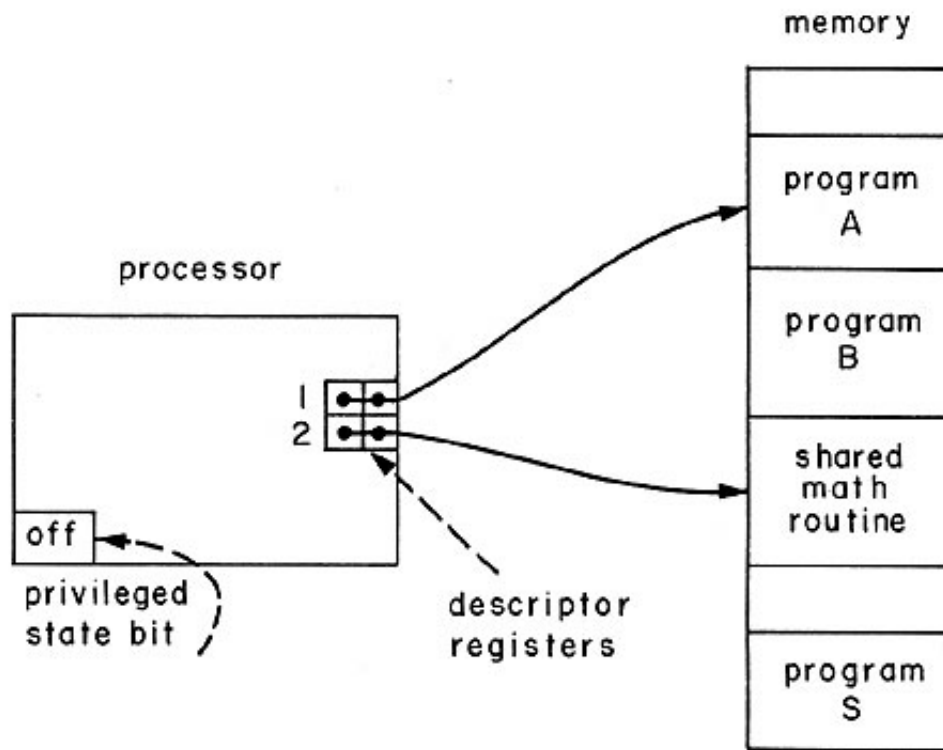 memory
program
A
processor
program
B
1
2
shared
math
routine
off
privileged
state bit
descriptor
registers
program
S